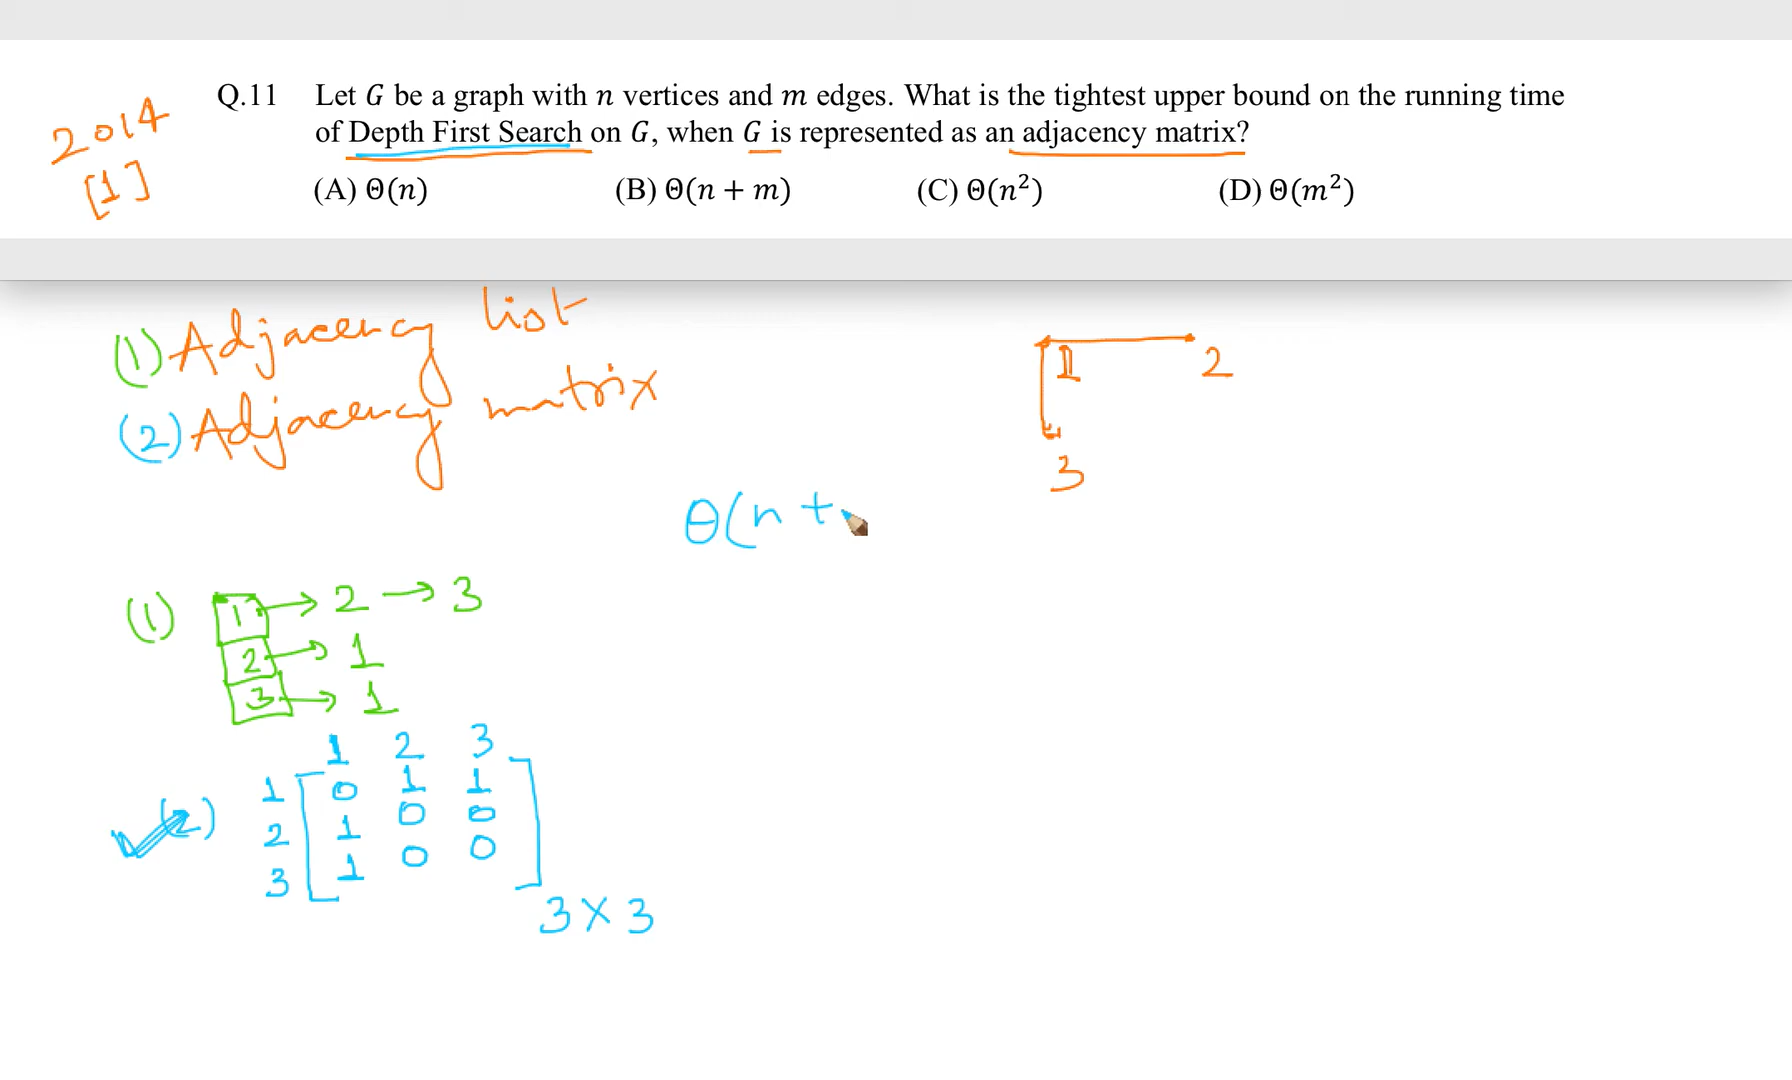 2014
[1]
Q.11 Let G be a graph with n vertices and m edges. What is the tightest upper bound on the running time
of Depth First Search on G, when G is represented as an adjacency matrix?
(A) Θ(n) (B) Θ(n + m) (C) Θ(n²) (D) Θ(m²)
(1) Adjacency list
(2) Adjacency matrix
1 2
3
θ(n +
(1) 1 → 2 → 3
2 → 1
3 → 1
1 2 3
(2) 1 [ 0 1 1 ]
2 1 0 0
3 1 0 0
3 × 3